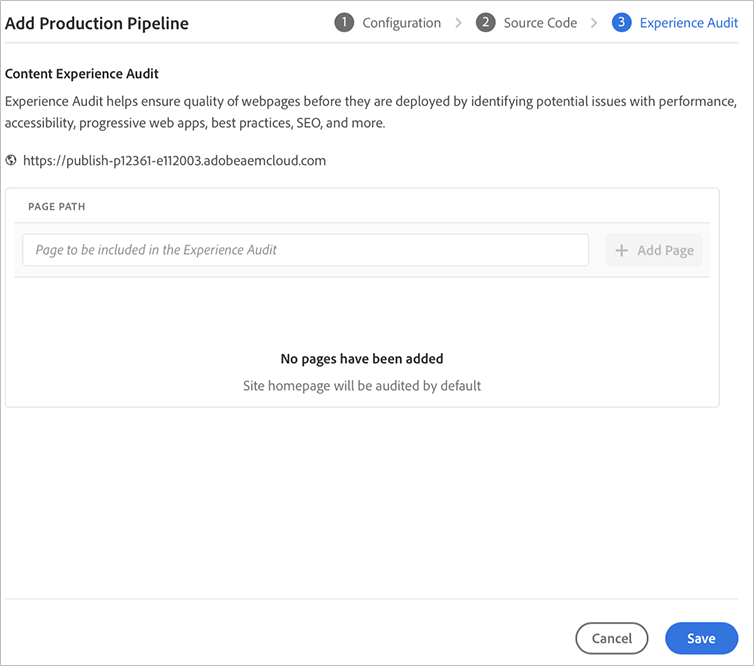 Add Production Pipeline
1 Configuration > 2 Source Code > 3 Experience Audit
Content Experience Audit
Experience Audit helps ensure quality of webpages before they are deployed by identifying potential issues with performance,
accessibility, progressive web apps, best practices, SEO, and more.
https://publish-p12361-e112003.adobeaemcloud.com
PAGE PATH
Page to be included in the Experience Audit
+ Add Page
No pages have been added
Site homepage will be audited by default
Cancel
Save